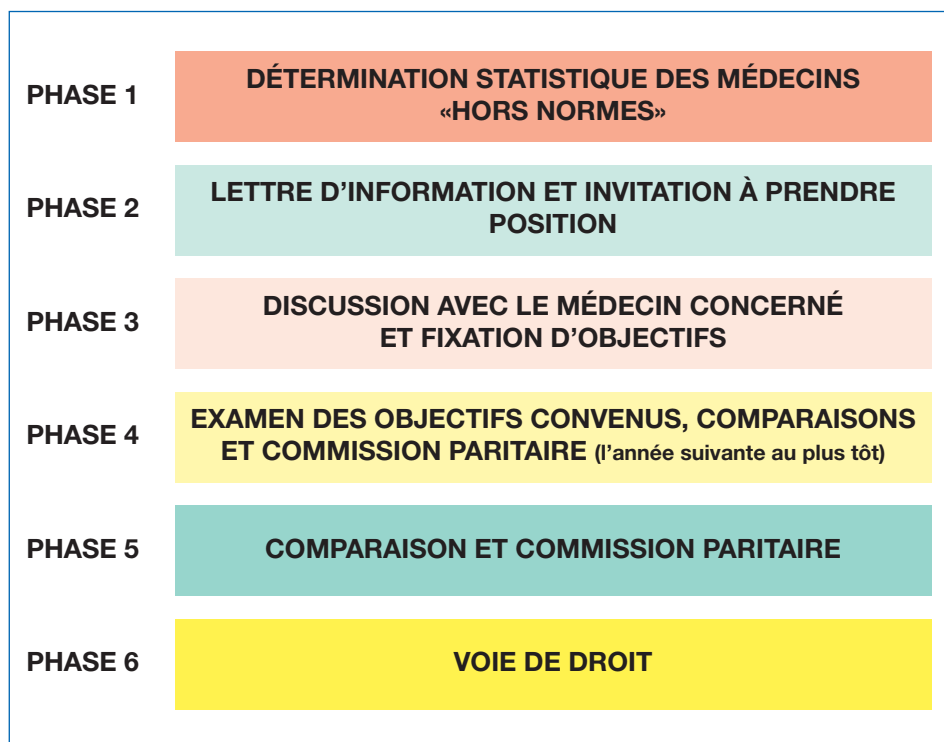 PHASE 1
DÉTERMINATION STATISTIQUE DES MÉDECINS
«HORS NORMES»
PHASE 2
LETTRE D’INFORMATION ET INVITATION À PRENDRE
POSITION
PHASE 3
DISCUSSION AVEC LE MÉDECIN CONCERNÉ
ET FIXATION D’OBJECTIFS
PHASE 4
EXAMEN DES OBJECTIFS CONVENUS, COMPARAISONS
ET COMMISSION PARITAIRE (l’année suivante au plus tôt)
PHASE 5
COMPARAISON ET COMMISSION PARITAIRE
PHASE 6
VOIE DE DROIT